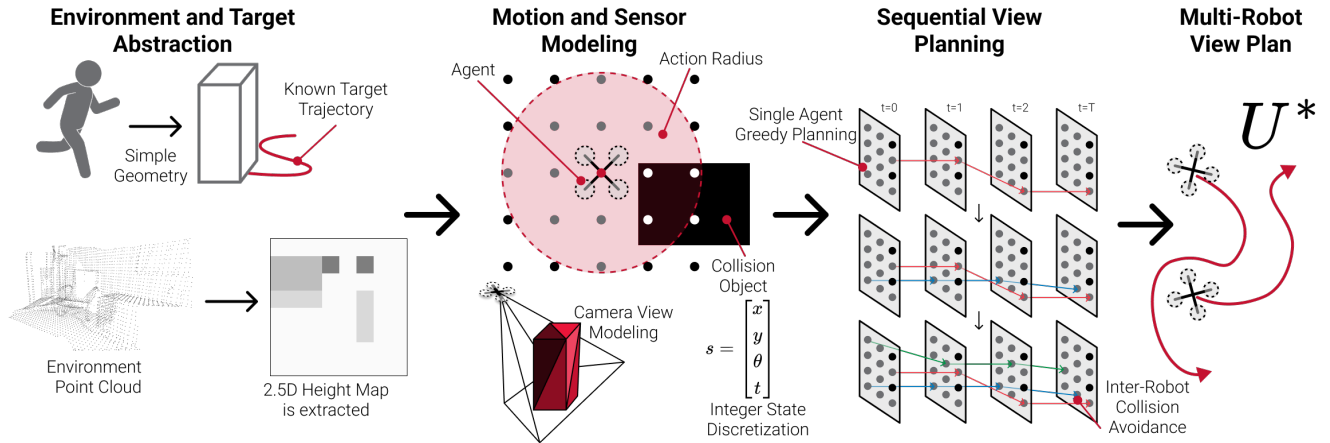 Environment and Target
Abstraction
Known Target
Trajectory
Simple
Geometry
Environment
Point Cloud
2.5D Height Map
is extracted
Motion and Sensor
Modeling
Agent
Action Radius
Collision
Object
Camera View
Modeling
s =
x
y
θ
t
Integer State
Discretization
Sequential View
Planning
Single Agent
Greedy Planning
t=0
t=1
t=2
t=T
Inter-Robot
Collision
Avoidance
Multi-Robot
View Plan
U*